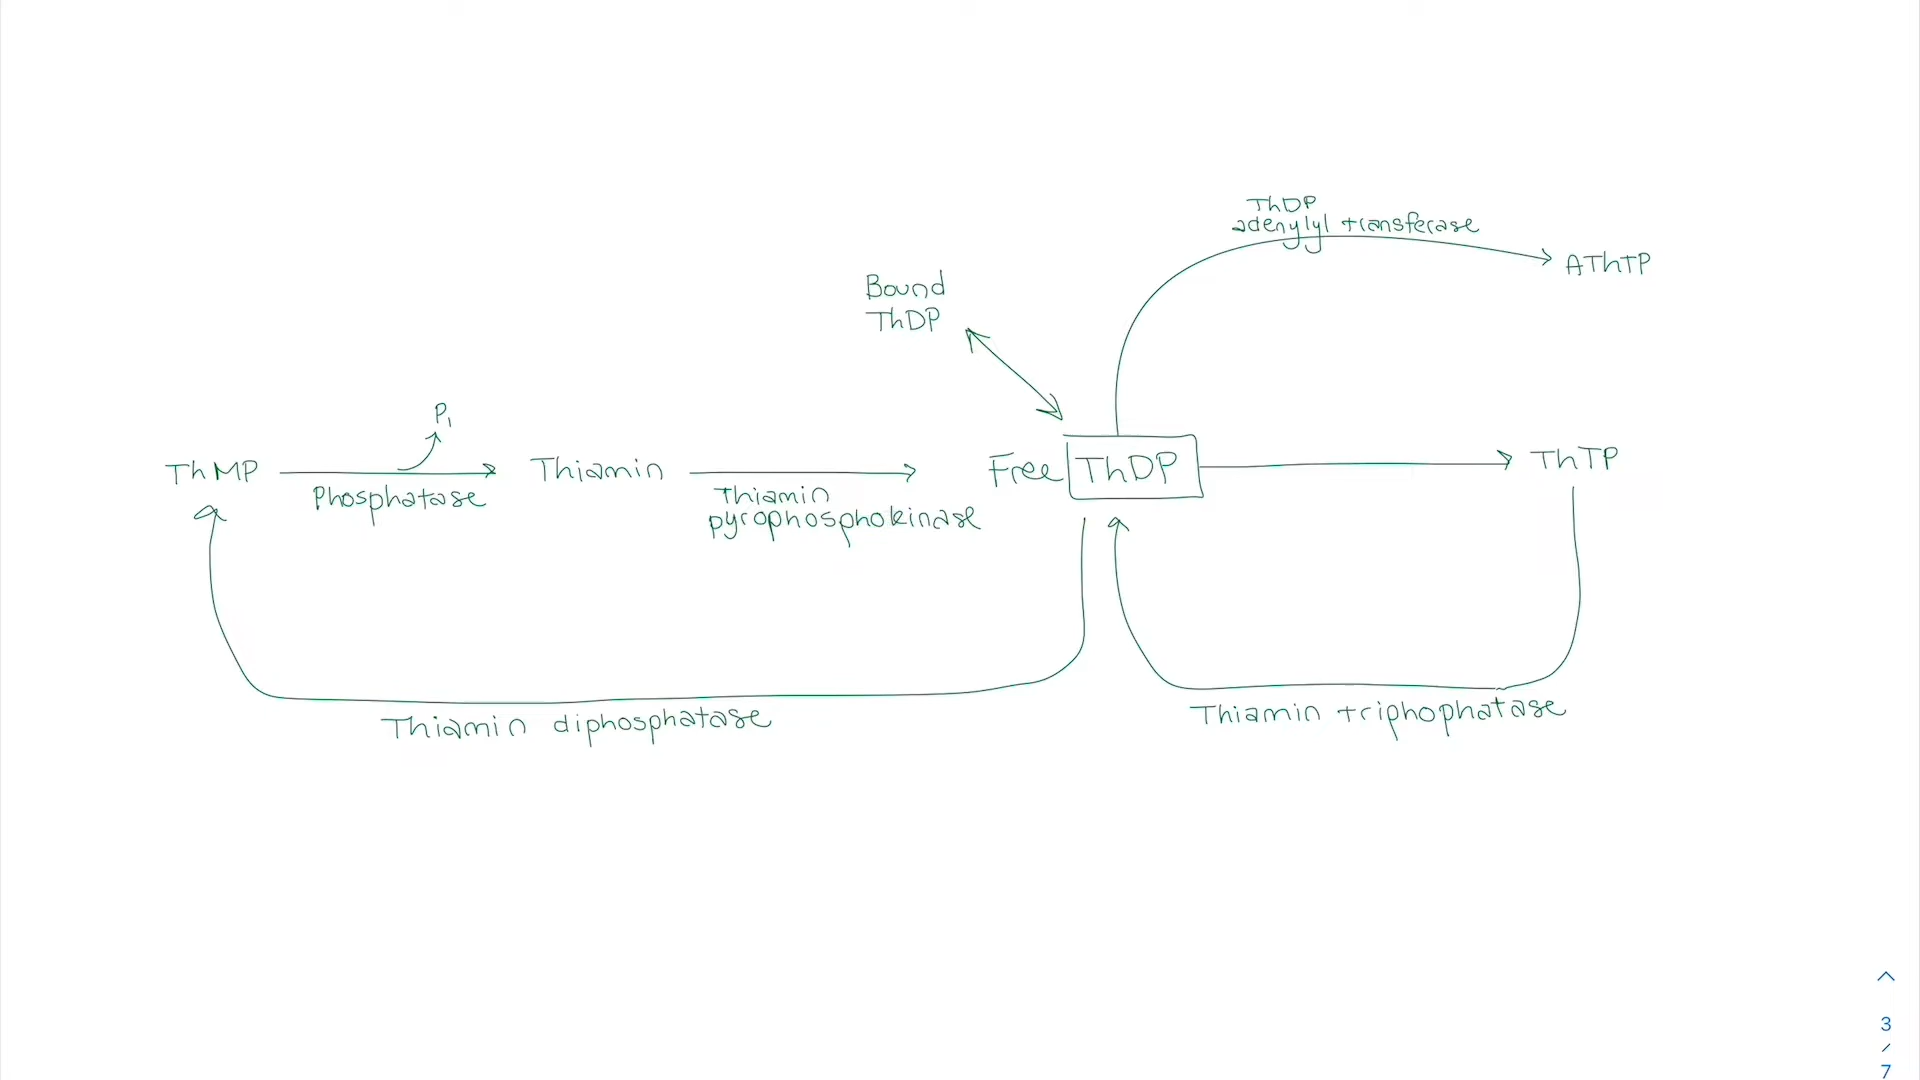 ThDP
adenylyl transferase
AThTP
Bound
ThDP
Pi
ThMP
Phosphatase
Thiamin
Thiamin
pyrophosphokinase
Free ThDP
ThTP
Thiamin diphosphatase
Thiamin triphophatase
3
/
7